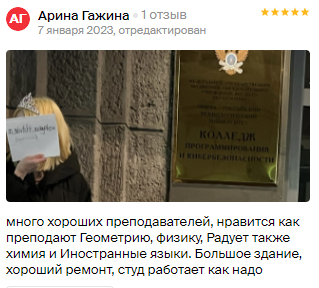 АГ
Арина Гажина · 1 отзыв
7 января 2023, отредактирован
КОЛЛЕДЖ
ПРОГРАММИРОВАНИЯ
И КИБЕРБЕЗОПАСНОСТИ
много хороших преподавателей, нравится как
преподают Геометрию, физику, Радует также
химия и Иностранные языки. Большое здание,
хороший ремонт, студ работает как надо